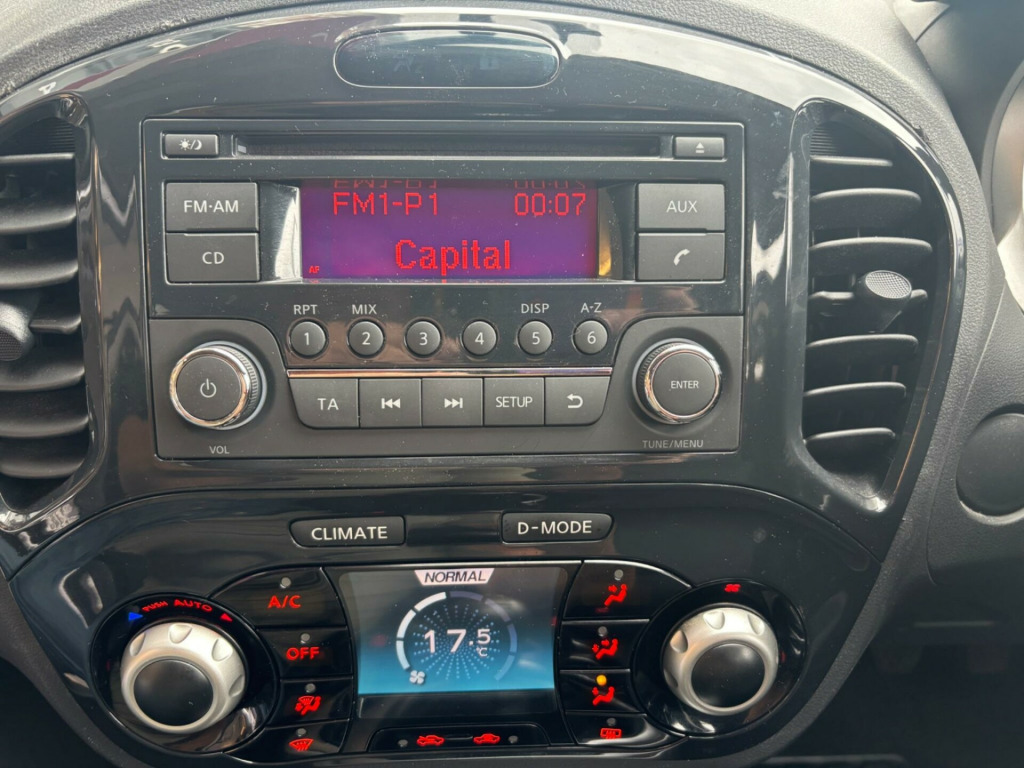 FM1-P1 00:07
FM·AM
AUX
CD
AF
Capital
RPT MIX DISP A-Z
1 2 3 4 5 6
TA SETUP
ENTER
VOL
TUNE/MENU
CLIMATE D-MODE
NORMAL
PUSH AUTO
A/C
17.5°C
OFF